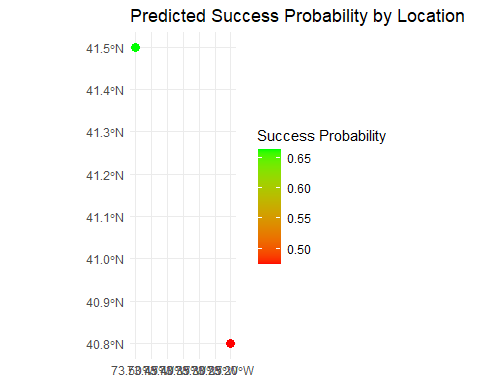 Predicted Success Probability by Location
41.5°N
41.4°N
41.3°N
41.2°N
41.1°N
41.0°N
40.9°N
40.8°N
Success Probability
0.65
0.60
0.55
0.50